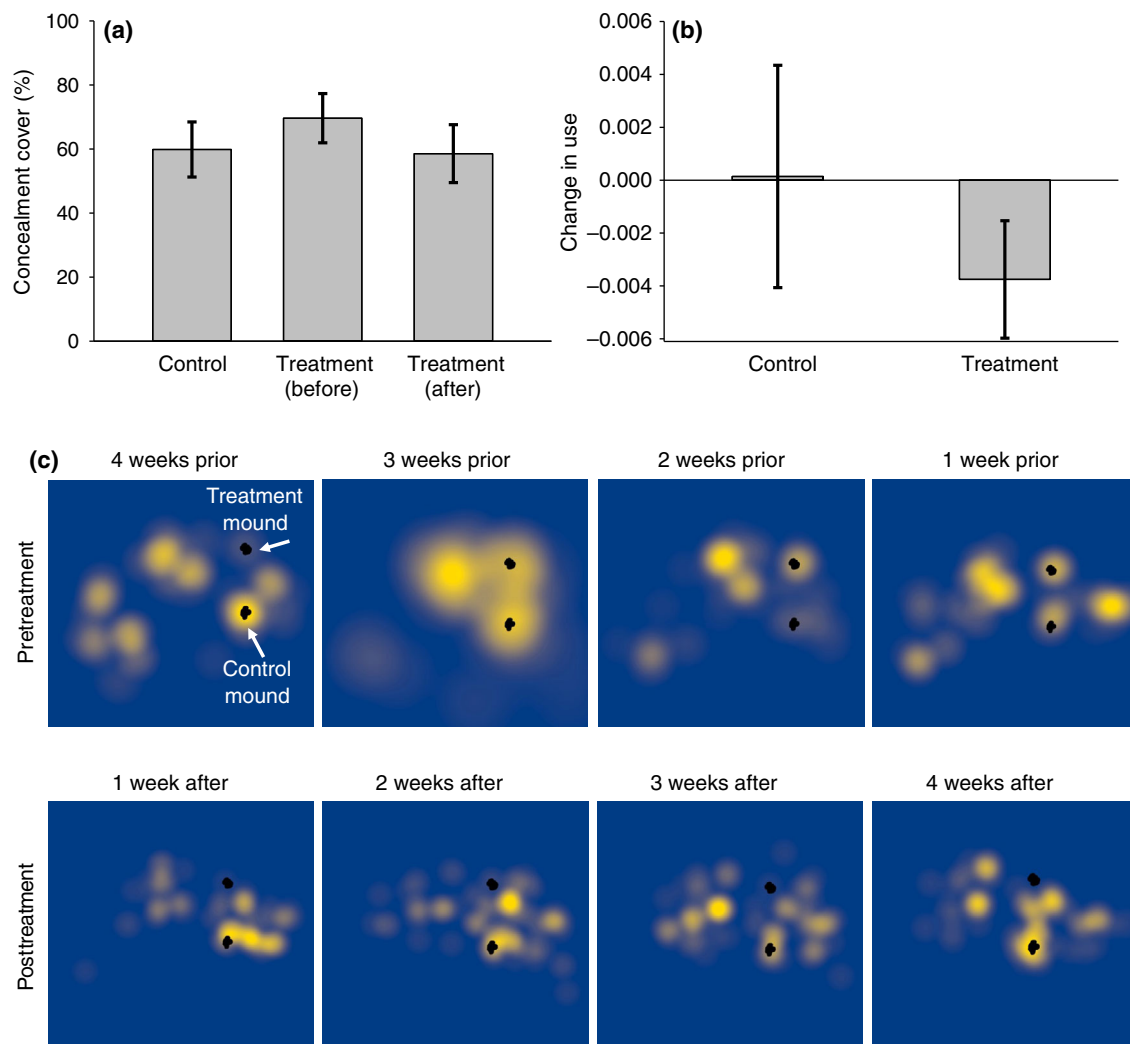 (a)
Concealment cover (%)
100
80
60
40
20
0
Control
Treatment
(before)
Treatment
(after)
(b)
Change in use
0.006
0.004
0.002
0.000
−0.002
−0.004
−0.006
Control
Treatment
(c)
4 weeks prior
3 weeks prior
2 weeks prior
1 week prior
Pretreatment
Treatment
mound
Control
mound
1 week after
2 weeks after
3 weeks after
4 weeks after
Posttreatment